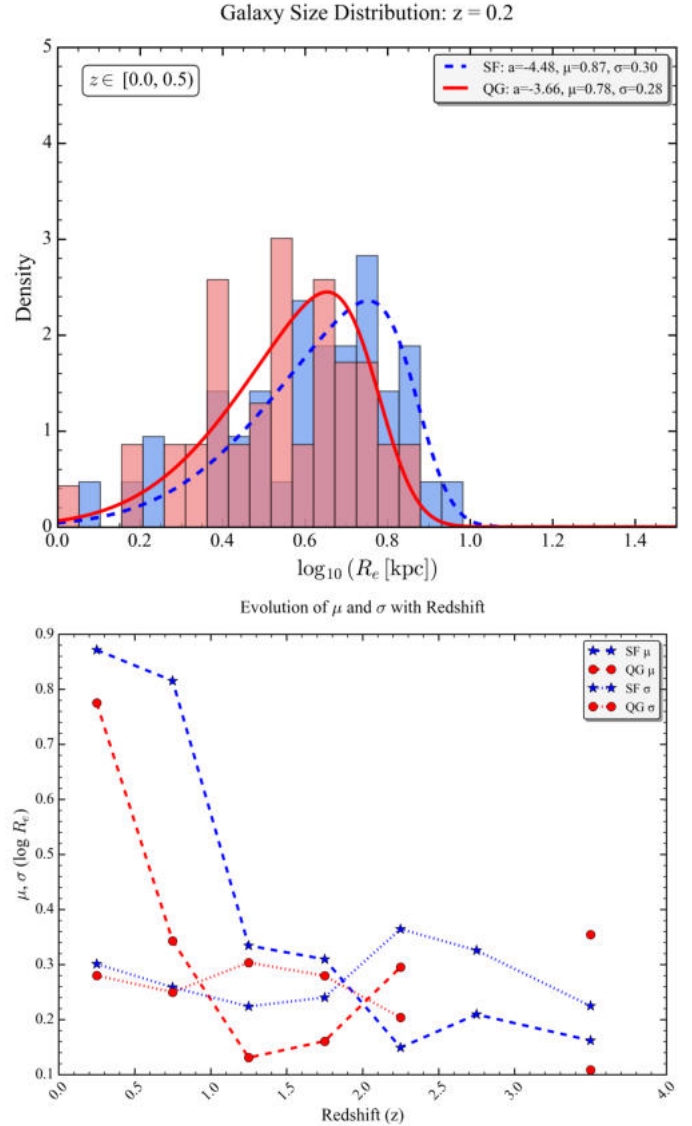 Galaxy Size Distribution: z = 0.2
5
4
3
2
1
0
Density
z ∈ [0.0, 0.5)
SF: a=-4.48, μ=0.87, σ=0.30
QG: a=-3.66, μ=0.78, σ=0.28
0.0 0.2 0.4 0.6 0.8 1.0 1.2 1.4
log₁₀ (Rₑ [kpc])
Evolution of μ and σ with Redshift
0.9
0.8
0.7
0.6
0.5
0.4
0.3
0.2
0.1
μ, σ (log Rₑ)
SF μ
QG μ
SF σ
QG σ
0.0 0.5 1.0 1.5 2.0 2.5 3.0 3.5 4.0
Redshift (z)